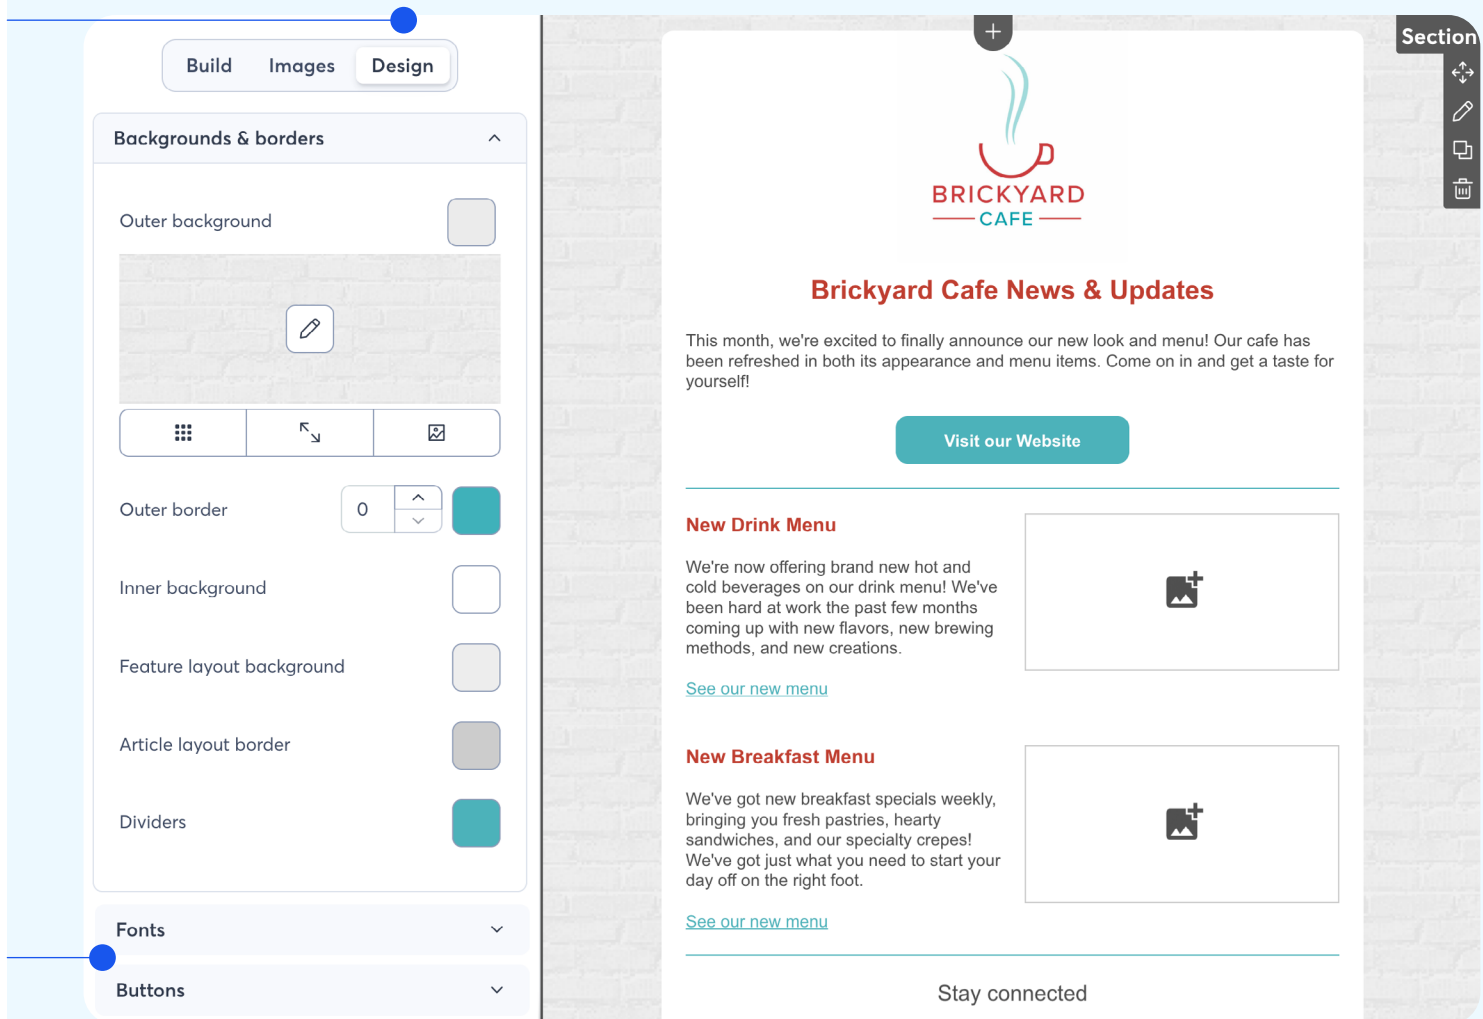 Build Images Design
Backgrounds & borders
Outer background
Outer border 0
Inner background
Feature layout background
Article layout border
Dividers
Fonts
Buttons
Section
BRICKYARD
CAFE
Brickyard Cafe News & Updates
This month, we're excited to finally announce our new look and menu! Our cafe has
been refreshed in both its appearance and menu items. Come on in and get a taste for
yourself!
Visit our Website
New Drink Menu
We're now offering brand new hot and
cold beverages on our drink menu! We've
been hard at work the past few months
coming up with new flavors, new brewing
methods, and new creations.
See our new menu
New Breakfast Menu
We've got new breakfast specials weekly,
bringing you fresh pastries, hearty
sandwiches, and our specialty crepes!
We've got just what you need to start your
day off on the right foot.
See our new menu
Stay connected